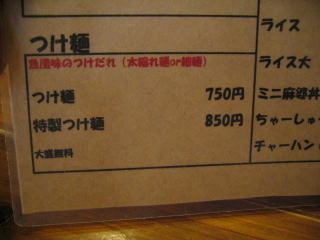 つけ麺
魚風味のつけだれ（太縮れ麺or細麺）
つけ麺 750円
特製つけ麺 850円
大盛無料
ライス
ライス大
ミニ麻婆丼
ちゃーしゅー
チャーハン